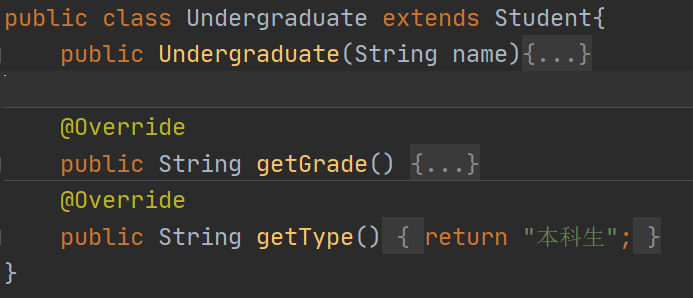 public class Undergraduate extends Student{
public Undergraduate(String name){...}
@Override
public String getGrade() {...}
@Override
public String getType() { return "本科生"; }
}